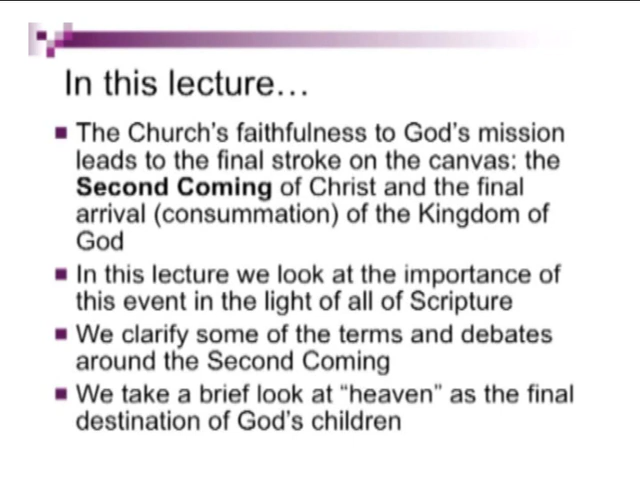 In this lecture…
The Church's faithfulness to God's mission
leads to the final stroke on the canvas: the
Second Coming of Christ and the final
arrival (consummation) of the Kingdom of
God
In this lecture we look at the importance of
this event in the light of all of Scripture
We clarify some of the terms and debates
around the Second Coming
We take a brief look at “heaven” as the final
destination of God's children